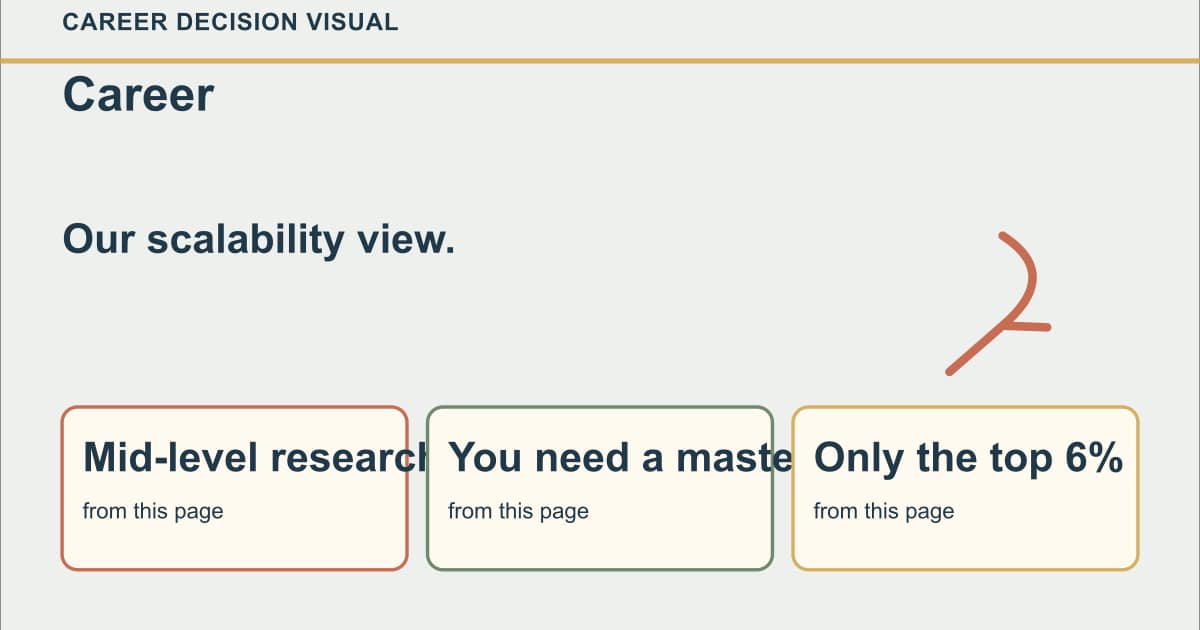 CAREER DECISION VISUAL
Career
Our scalability view.
Mid-level research
from this page
You need a maste
from this page
Only the top 6%
from this page